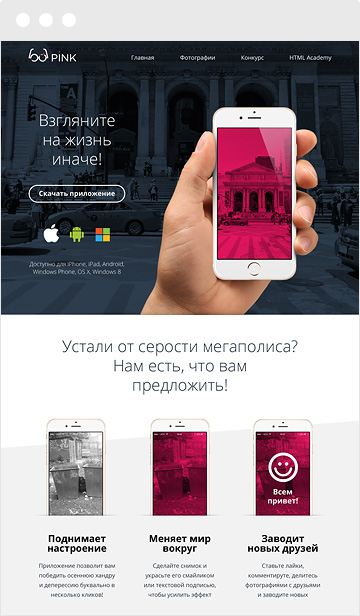 PINK
Главная Фотографии Конкурс HTML Academy
Взгляните
на жизнь
иначе!
Скачать приложение
Доступно для iPhone, iPad, Android,
Windows Phone, OS X, Windows 8
Устали от серости мегаполиса?
Нам есть, что вам
предложить!
Всем
привет!
Поднимает
настроение
Приложение позволит вам
победить осеннюю хандру
и депрессию буквально в
несколько кликов!
Меняет мир
вокруг
Сделайте снимок и
украсьте его смайликом
или текстовой подписью,
чтобы усилить эффект
Заводит
новых друзей
Ставьте лайки,
комментируте, делитесь
фотографиями с друзьями
и заводите новых